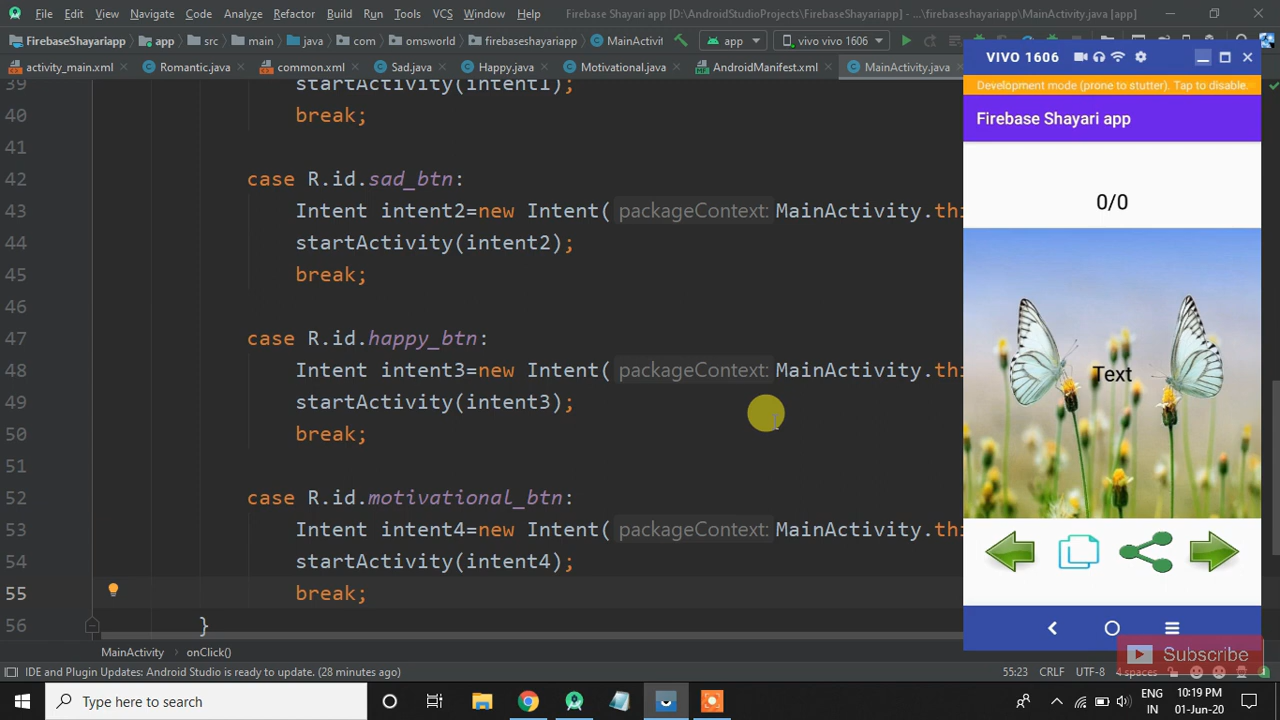 File Edit View Navigate Code Analyze Refactor Build Run Tools VCS Window Help Firebase Shayari app [D:\AndroidStudioProjects\FirebaseShayariapp] - ...\firebaseshayariapp\MainActivity.java [app]
FirebaseShayariapp app src main java com omsworld firebaseshayariapp MainActivit app vivo vivo 1606
activity_main.xml Romantic.java common.xml Sad.java Happy.java Motivational.java AndroidManifest.xml MainActivity.java
39 startActivity(intent1);
40 break;
41
42 case R.id.sad_btn:
43 Intent intent2=new Intent( packageContext: MainActivity.thi
44 startActivity(intent2);
45 break;
46
47 case R.id.happy_btn:
48 Intent intent3=new Intent( packageContext: MainActivity.thi
49 startActivity(intent3);
50 break;
51
52 case R.id.motivational_btn:
53 Intent intent4=new Intent( packageContext: MainActivity.thi
54 startActivity(intent4);
55 break;
56 }
VIVO 1606
Development mode (prone to stutter). Tap to disable.
Firebase Shayari app
0/0
Text
Subscribe
MainActivity onClick()
IDE and Plugin Updates: Android Studio is ready to update. (28 minutes ago) 55:23 CRLF UTF-8 4 spaces
Type here to search
ENG
IN
10:19 PM
01-Jun-20